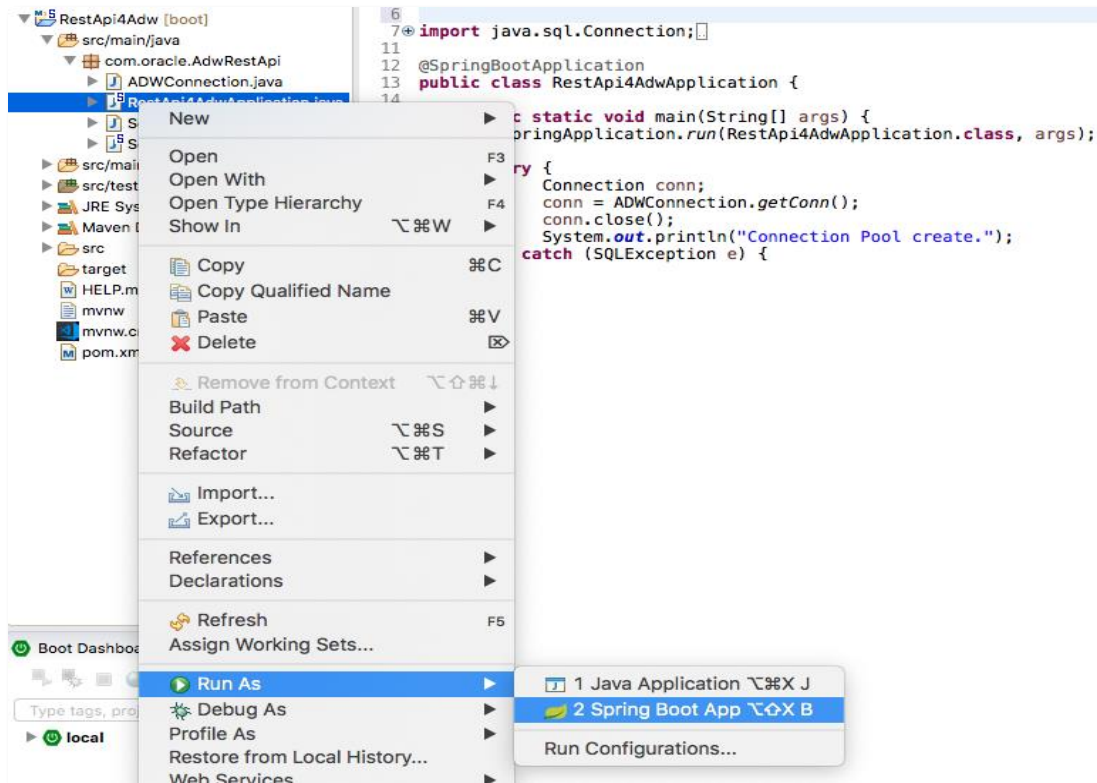 RestApi4Adw [boot]
src/main/java
com.oracle.AdwRestApi
ADWConnection.java
RestApi4AdwApplication.java
S
S
src/mai
src/test
JRE Sys
Maven D
src
target
HELP.m
mvnw
mvnw.c
pom.xm
6
7 import java.sql.Connection;
11
12 @SpringBootApplication
13 public class RestApi4AdwApplication {
14
c static void main(String[] args) {
pringApplication.run(RestApi4AdwApplication.class, args);
ry {
Connection conn;
conn = ADWConnection.getConn();
conn.close();
System.out.println("Connection Pool create.");
catch (SQLException e) {
New
Open F3
Open With
Open Type Hierarchy F4
Show In ⌥⌘W
Copy ⌘C
Copy Qualified Name
Paste ⌘V
Delete ⌦
Remove from Context ⌥⇧⌘↓
Build Path
Source ⌥⌘S
Refactor ⌥⌘T
Import...
Export...
References
Declarations
Refresh F5
Assign Working Sets...
Run As
Debug As
Profile As
Restore from Local History...
Web Services
1 Java Application ⌥⌘X J
2 Spring Boot App ⌥⇧X B
Run Configurations...
Boot Dashboa
Type tags, proj
local